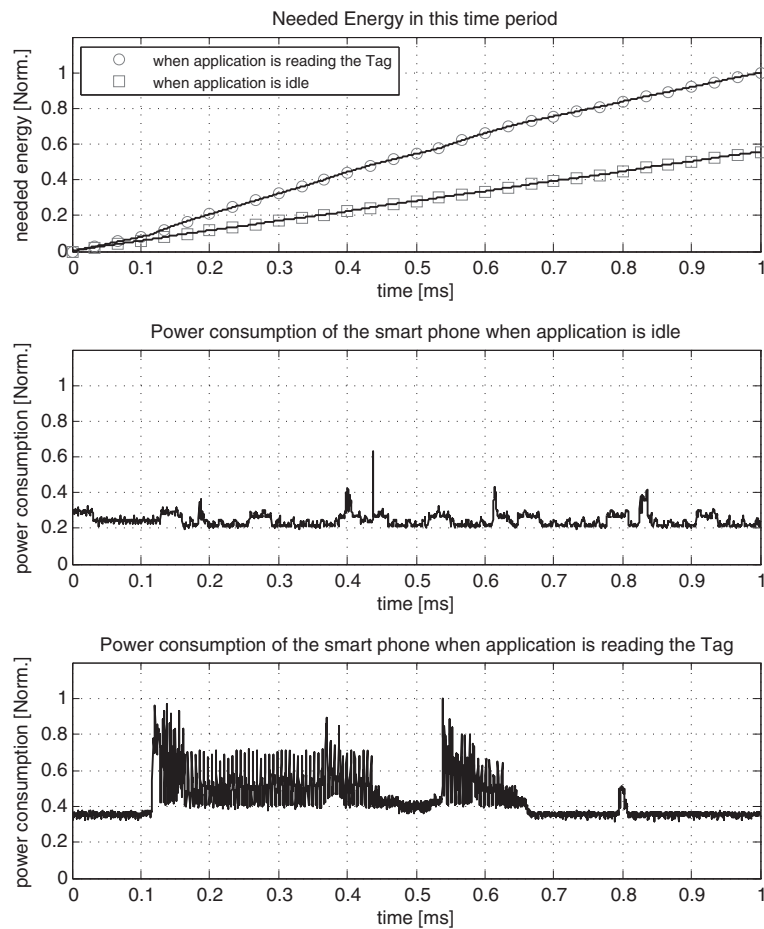 Needed Energy in this time period
needed energy [Norm.]
1
0.8
0.6
0.4
0.2
0
when application is reading the Tag
when application is idle
0 0.1 0.2 0.3 0.4 0.5 0.6 0.7 0.8 0.9 1
time [ms]
Power consumption of the smart phone when application is idle
power consumption [Norm.]
1
0.8
0.6
0.4
0.2
0
0 0.1 0.2 0.3 0.4 0.5 0.6 0.7 0.8 0.9 1
time [ms]
Power consumption of the smart phone when application is reading the Tag
power consumption [Norm.]
1
0.8
0.6
0.4
0.2
0
0 0.1 0.2 0.3 0.4 0.5 0.6 0.7 0.8 0.9 1
time [ms]